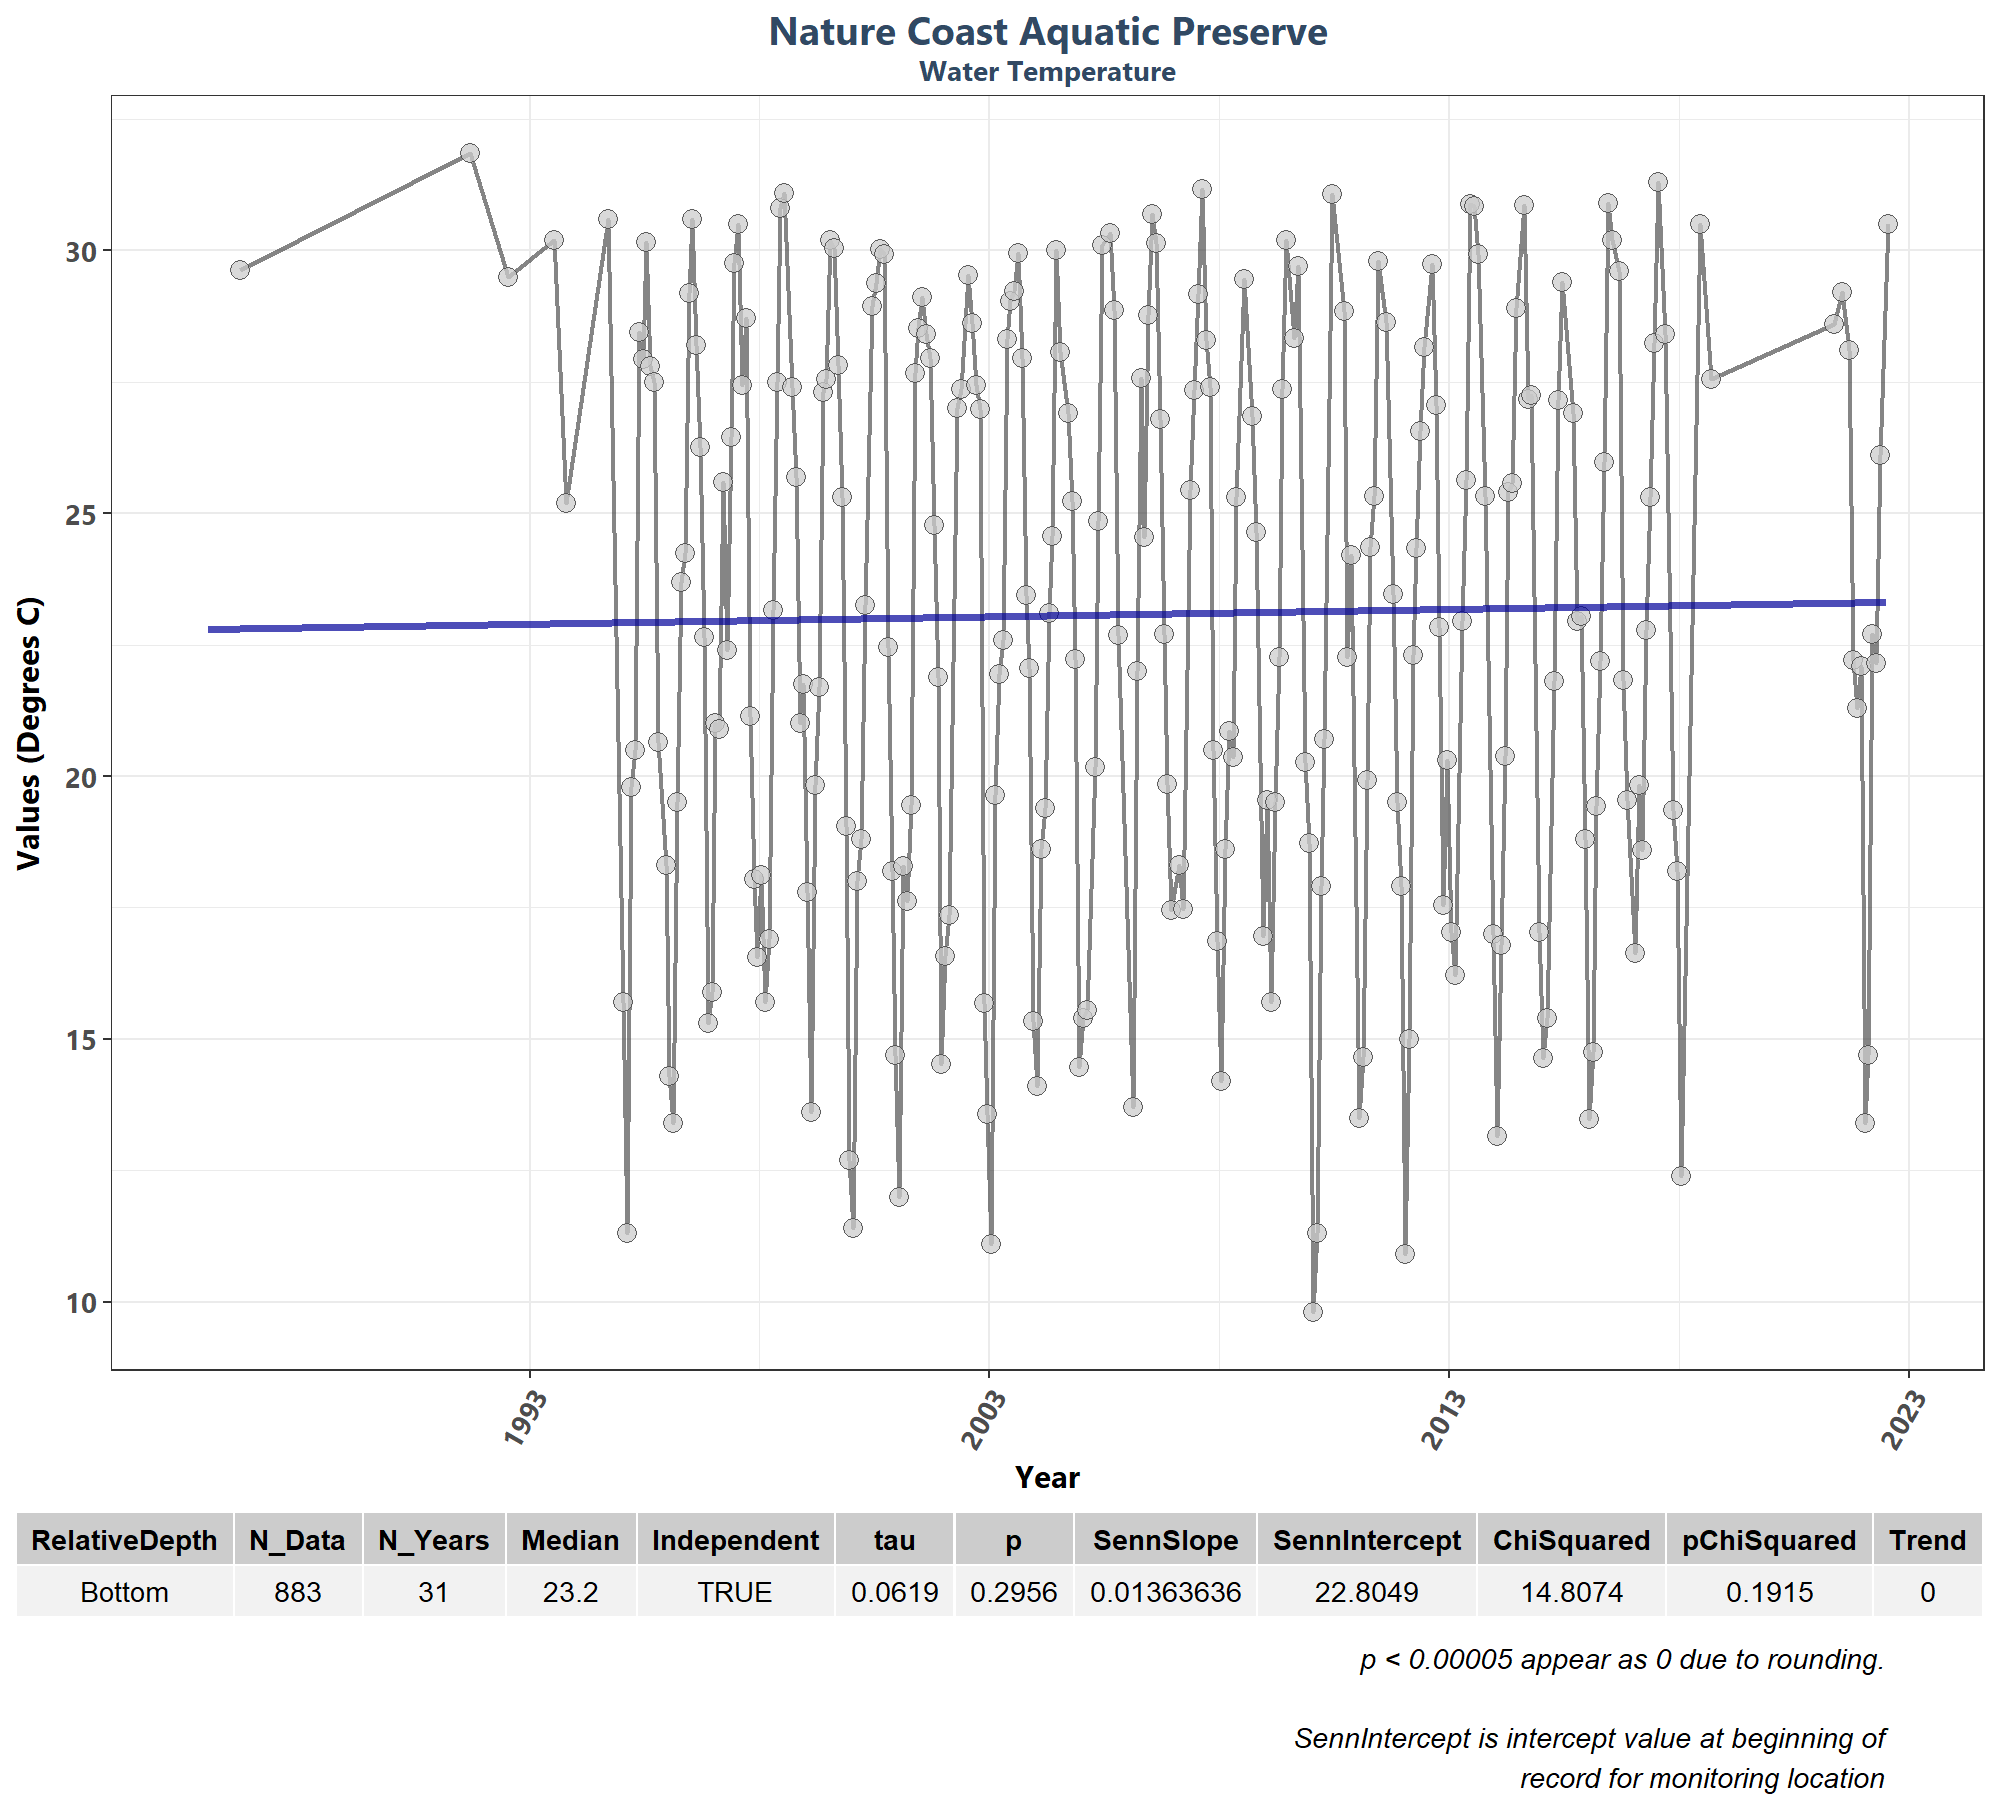 Nature Coast Aquatic Preserve
Water Temperature
Values (Degrees C)
30
25
20
15
10
1993
2003
2013
2023
Year
RelativeDepth N_Data N_Years Median Independent tau p SennSlope SennIntercept ChiSquared pChiSquared Trend
Bottom 883 31 23.2 TRUE 0.0619 0.2956 0.01363636 22.8049 14.8074 0.1915 0
p < 0.00005 appear as 0 due to rounding.
SennIntercept is intercept value at beginning of
record for monitoring location